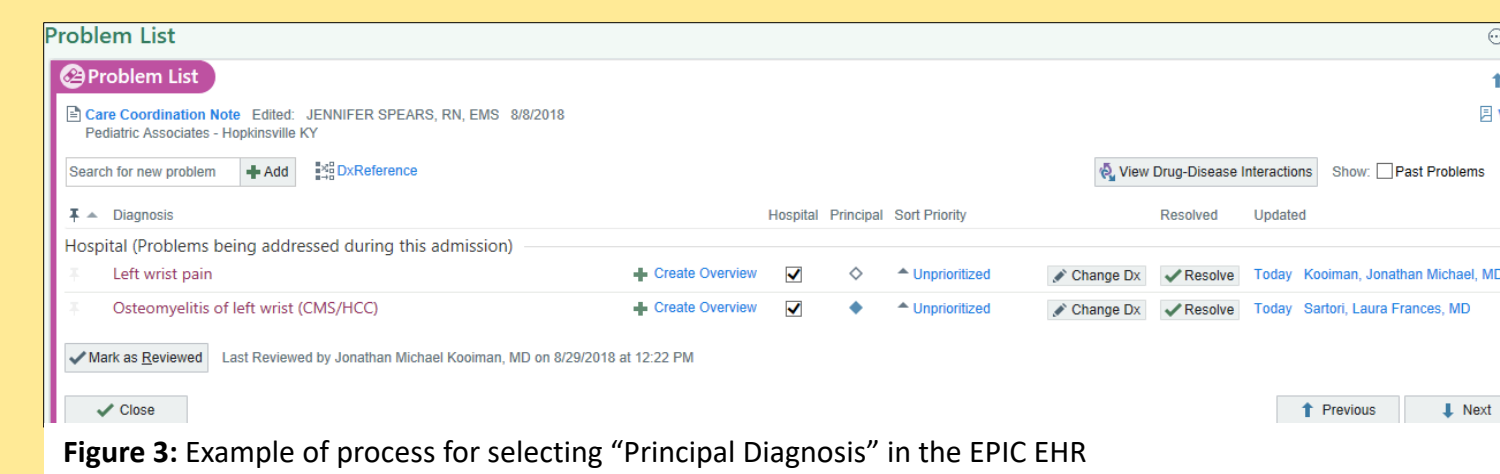 Problem List
Problem List
Care Coordination Note Edited: JENNIFER SPEARS, RN, EMS 8/8/2018
Pediatric Associates - Hopkinsville KY
Search for new problem Add DxReference View Drug-Disease Interactions Show: Past Problems
Diagnosis Hospital Principal Sort Priority Resolved Updated
Hospital (Problems being addressed during this admission)
Left wrist pain Create Overview Unprioritized Change Dx Resolve Today Kooiman, Jonathan Michael, MD
Osteomyelitis of left wrist (CMS/HCC) Create Overview Unprioritized Change Dx Resolve Today Sartori, Laura Frances, MD
Mark as Reviewed Last Reviewed by Jonathan Michael Kooiman, MD on 8/29/2018 at 12:22 PM
Close Previous Next
Figure 3: Example of process for selecting “Principal Diagnosis” in the EPIC EHR